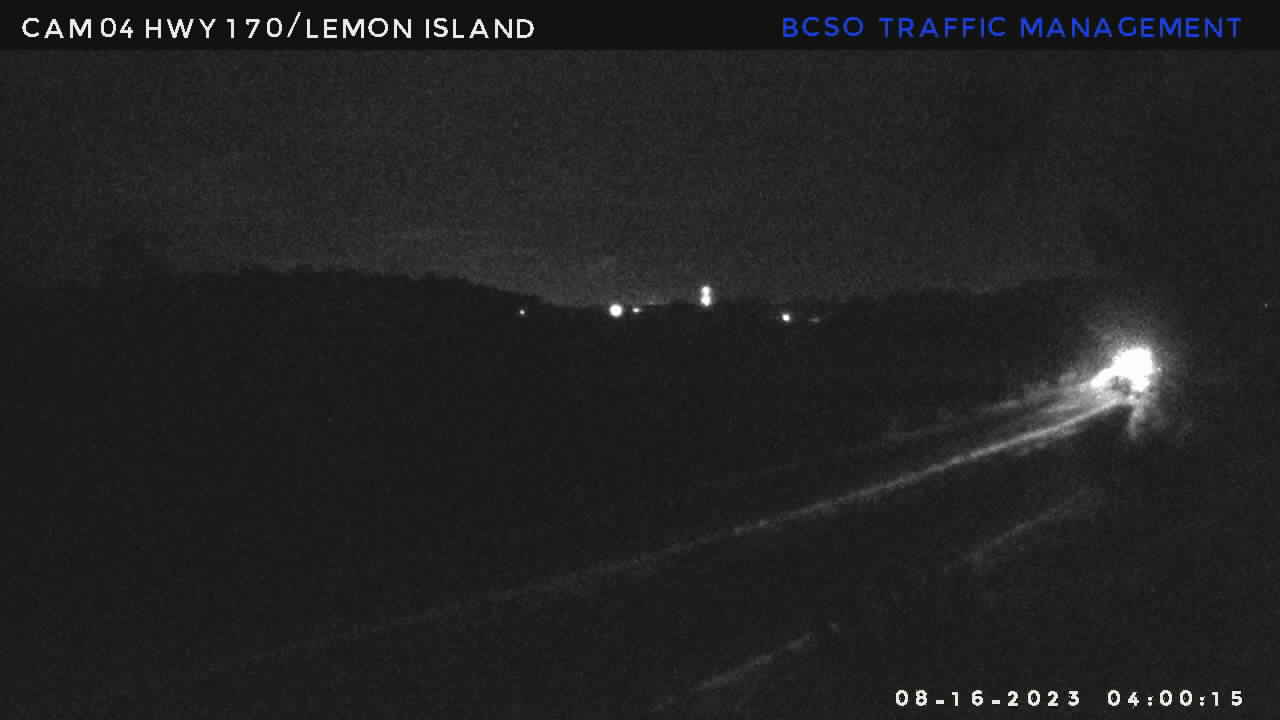 CAM 04 HWY 170/LEMON ISLAND
BCSO TRAFFIC MANAGEMENT
08-16-2023 04:00:15